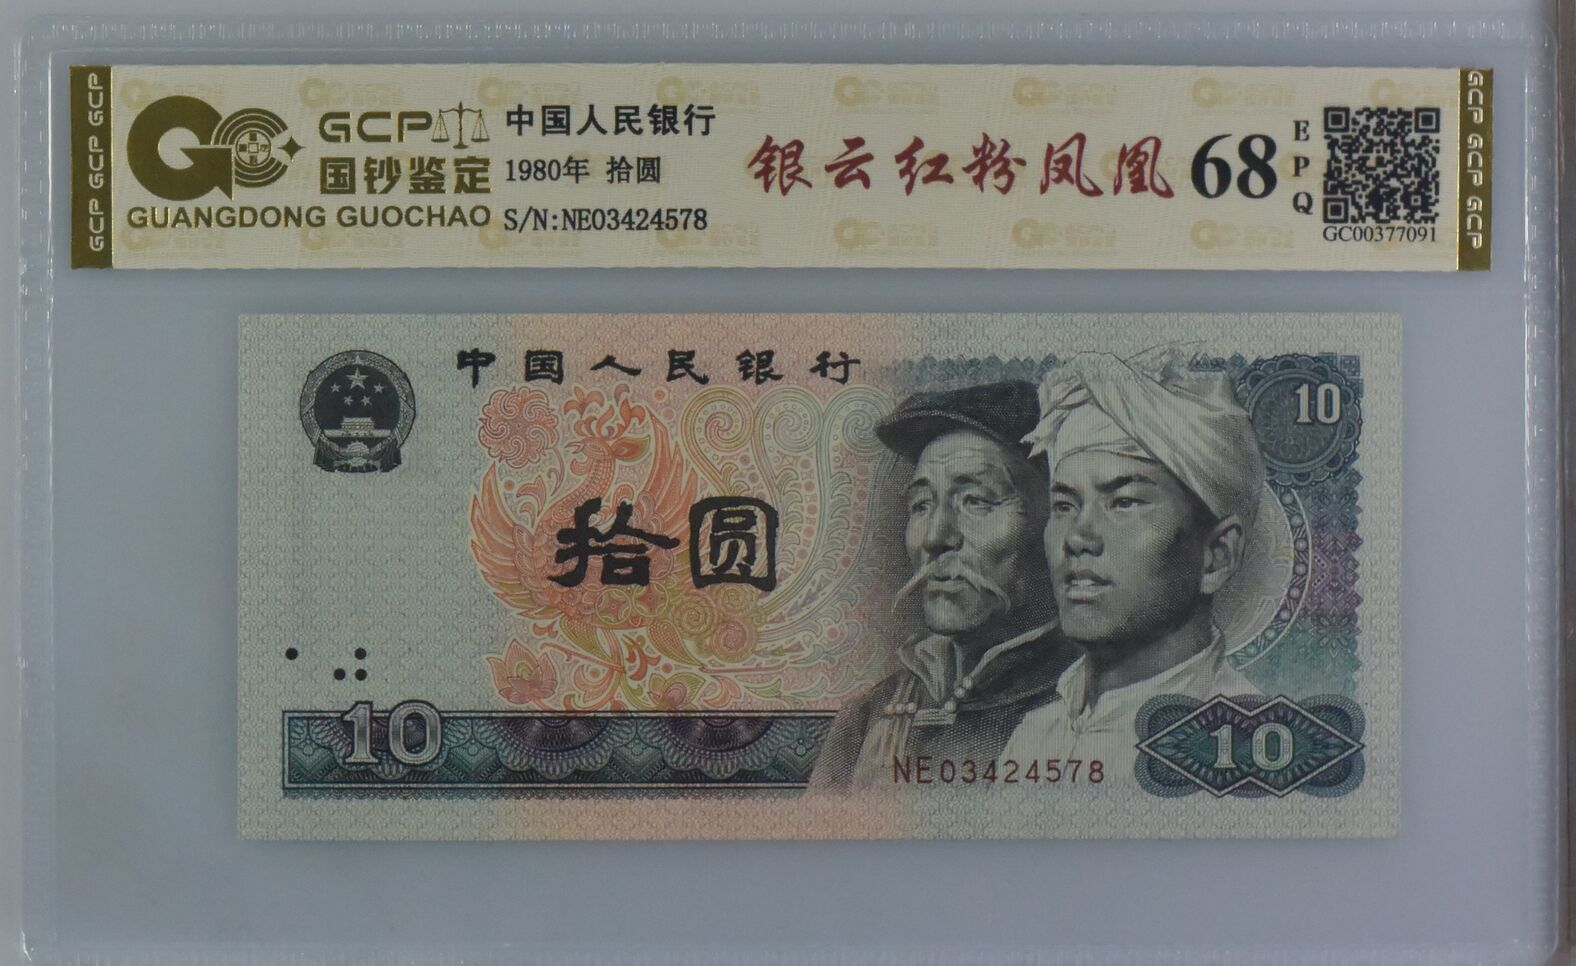 GCP GCP GCP
GCP
国钞鉴定
GUANGDONG GUOCHAO
中国人民银行
1980年 拾圆
S/N:NE03424578
银云红粉凤凰
68
EPQ
GC00377091
GCP GCP GCP
中国人民银行
10
拾圆
10
NE03424578
10